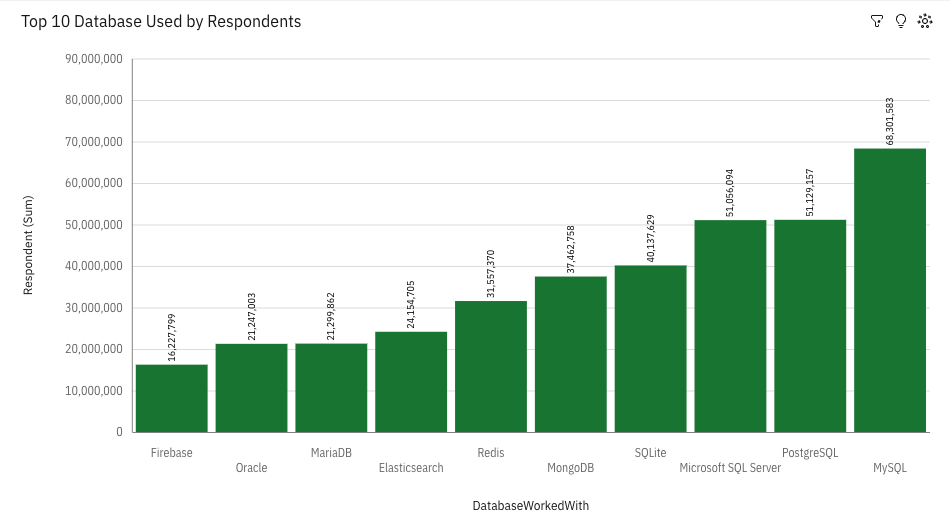 Top 10 Database Used by Respondents
Respondent (Sum)
90,000,000
80,000,000
70,000,000
60,000,000
50,000,000
40,000,000
30,000,000
20,000,000
10,000,000
0
16,227,799
21,247,003
21,299,862
24,154,705
31,557,370
37,462,758
40,137,629
51,056,094
51,129,157
68,301,583
Firebase
Oracle
MariaDB
Elasticsearch
Redis
MongoDB
SQLite
Microsoft SQL Server
PostgreSQL
MySQL
DatabaseWorkedWith